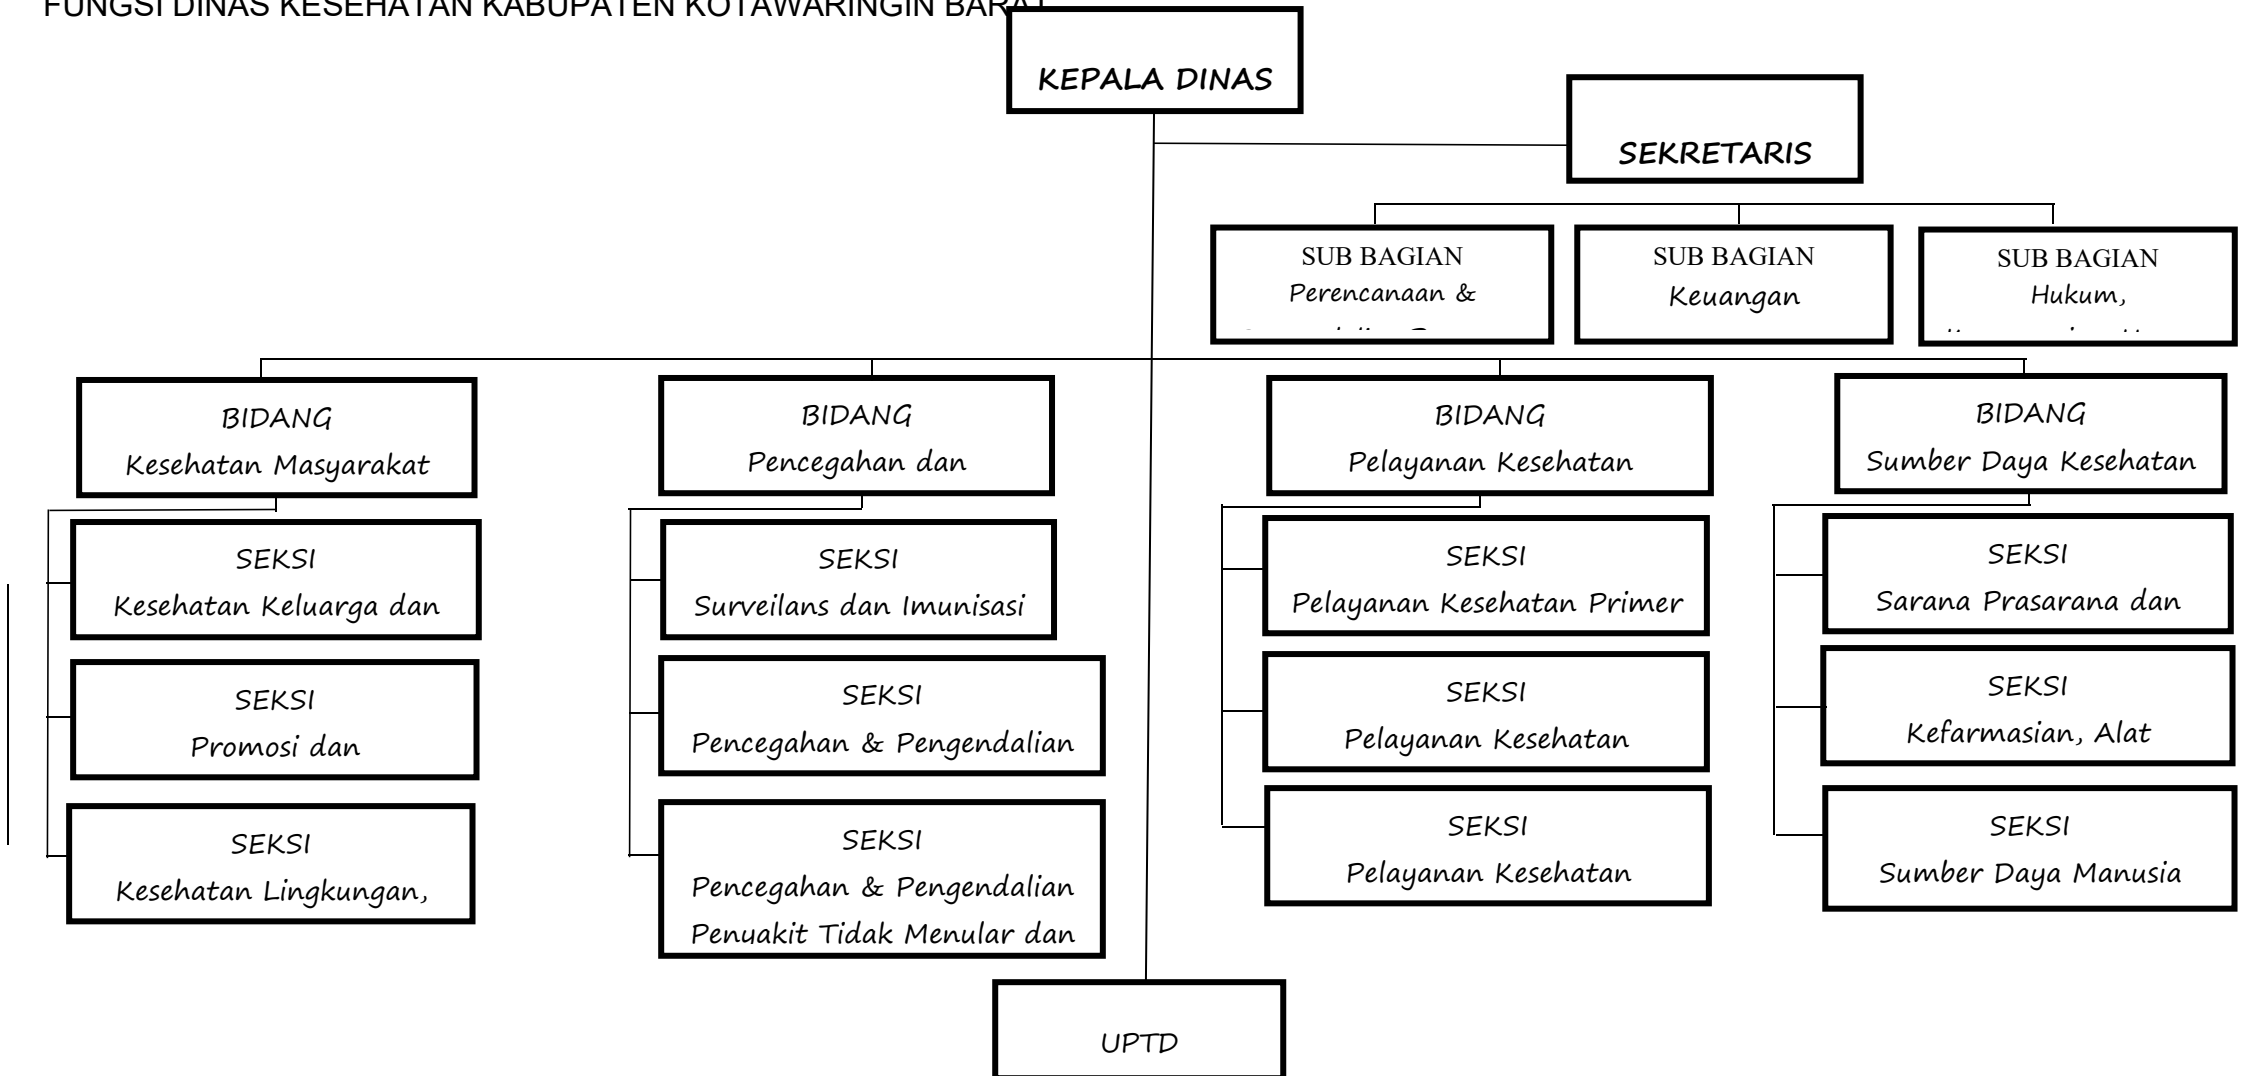 FUNGSI DINAS KESEHATAN KABUPATEN KOTAWARINGIN BARAT
KEPALA DINAS
SEKRETARIS
SUB BAGIAN
Perencanaan &
SUB BAGIAN
Keuangan
SUB BAGIAN
Hukum,
BIDANG
Kesehatan Masyarakat
BIDANG
Pencegahan dan
BIDANG
Pelayanan Kesehatan
BIDANG
Sumber Daya Kesehatan
SEKSI
Kesehatan Keluarga dan
SEKSI
Surveilans dan Imunisasi
SEKSI
Pelayanan Kesehatan Primer
SEKSI
Sarana Prasarana dan
SEKSI
Promosi dan
SEKSI
Pencegahan & Pengendalian
SEKSI
Pelayanan Kesehatan
SEKSI
Kefarmasian, Alat
SEKSI
Kesehatan Lingkungan,
SEKSI
Pencegahan & Pengendalian
Penyakit Tidak Menular dan
SEKSI
Pelayanan Kesehatan
SEKSI
Sumber Daya Manusia
UPTD